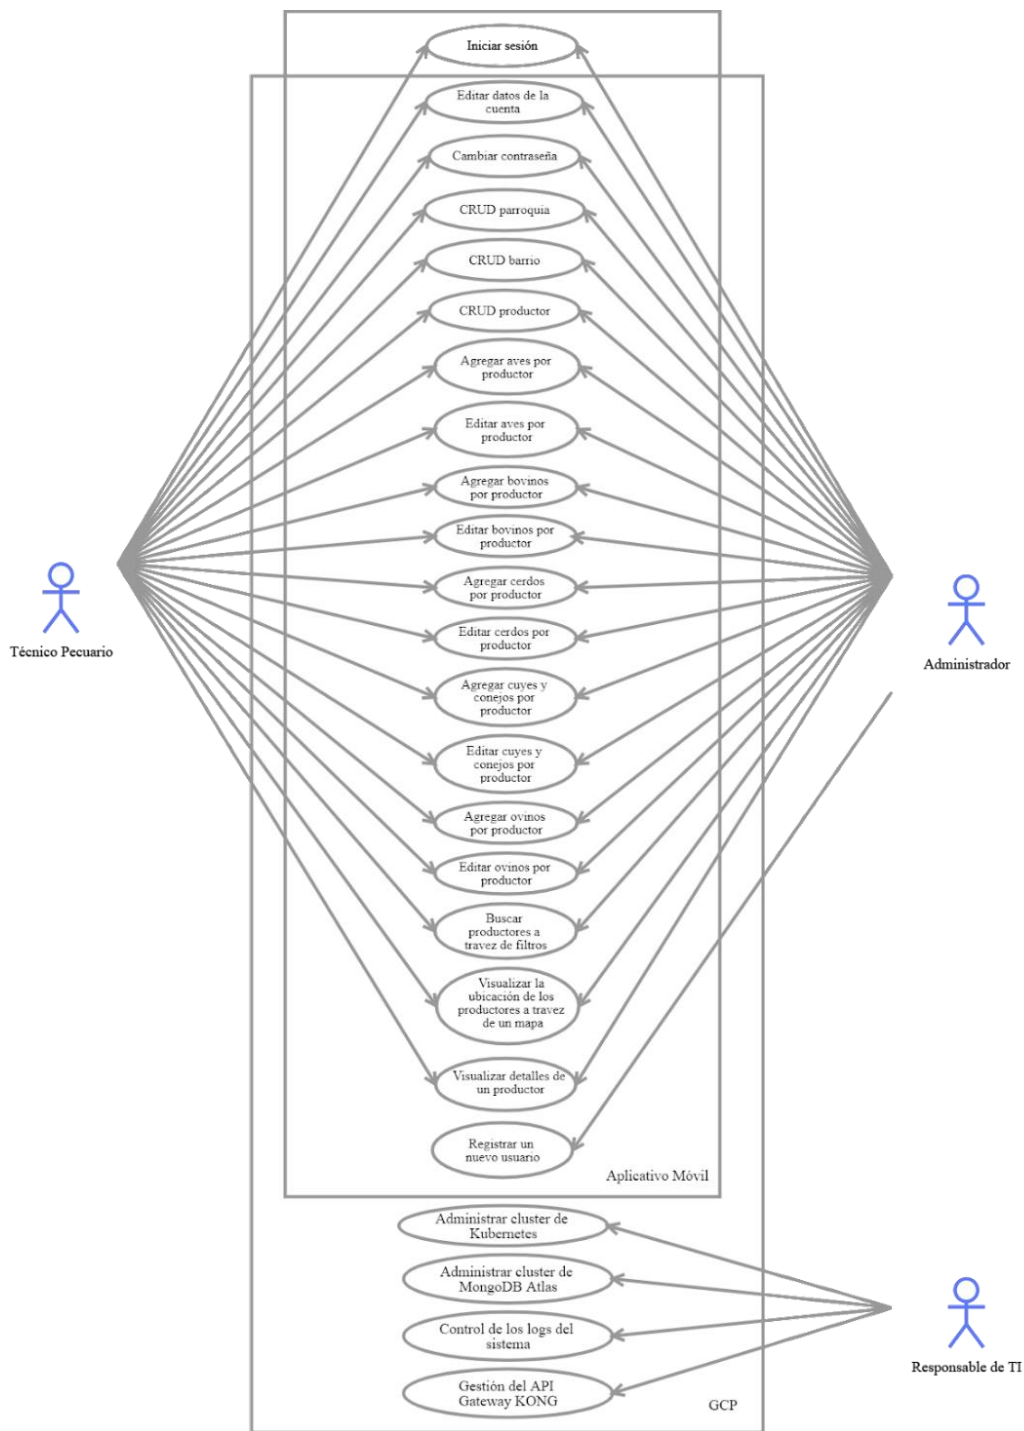 Iniciar sesión
Editar datos de la
cuenta
Cambiar contraseña
CRUD parroquia
CRUD barrio
CRUD productor
Agregar aves por
productor
Editar aves por
productor
Agregar bovinos
por productor
Editar bovinos por
productor
Agregar cerdos
por productor
Editar cerdos por
productor
Técnico Pecuario
Administrador
Agregar cuyes y
conejos por
productor
Editar cuyes y
conejos por
productor
Agregar ovinos
por productor
Editar ovinos por
productor
Buscar
productores a
travez de filtros
Visualizar la
ubicación de los
productores a travez
de un mapa
Visualizar detalles de
un productor
Registrar un
nuevo usuario
Aplicativo Móvil
Administrar cluster de
Kubernetes
Administrar cluster de
MongoDB Atlas
Control de los logs del
sistema
Responsable de TI
Gestión del API
Gateway KONG
GCP